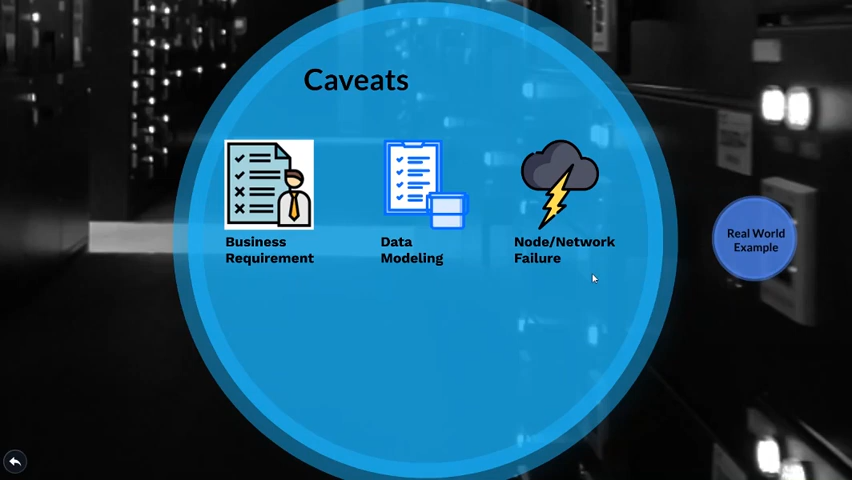 Caveats
Business
Requirement
Data
Modeling
Node/Network
Failure
Real World
Example